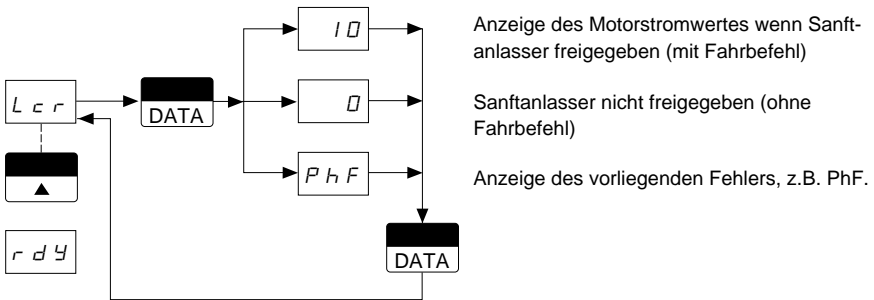 10
Anzeige des Motorstromwertes wenn Sanft-
anlasser freigegeben (mit Fahrbefehl)
Lcr
DATA
0
Sanftanlasser nicht freigegeben (ohne
Fahrbefehl)
PhF
Anzeige des vorliegenden Fehlers, z.B. PhF.
rdY
DATA